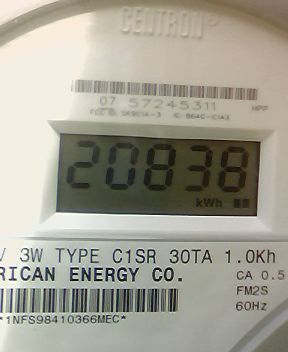 CENTRON®
07 57245311 HPP
20838
kWh
V 3W TYPE C1SR 30TA 1.0Kh
RICAN ENERGY CO. CA 0.5
FM2S
60Hz
*1NFS98410366MEC*